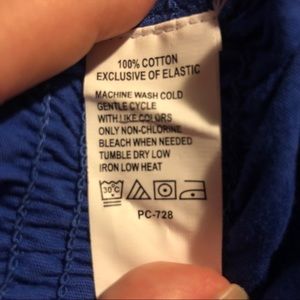 100% COTTON
EXCLUSIVE OF ELASTIC
MACHINE WASH COLD
GENTLE CYCLE
WITH LIKE COLORS
ONLY NON-CHLORINE
BLEACH WHEN NEEDED
TUMBLE DRY LOW
IRON LOW HEAT
30°C
PC-728